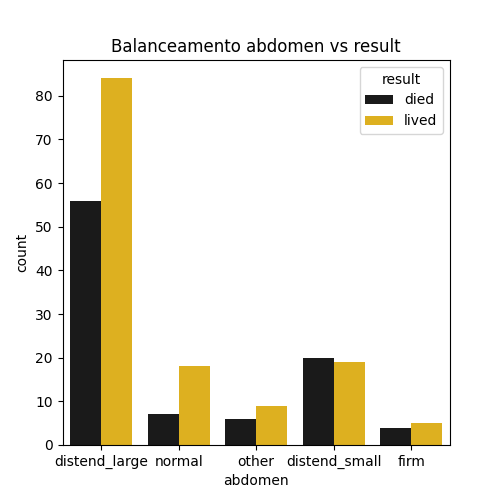 Balanceamento abdomen vs result
result
died
lived
count
80
70
60
50
40
30
20
10
0
distend_large normal other distend_small firm
abdomen